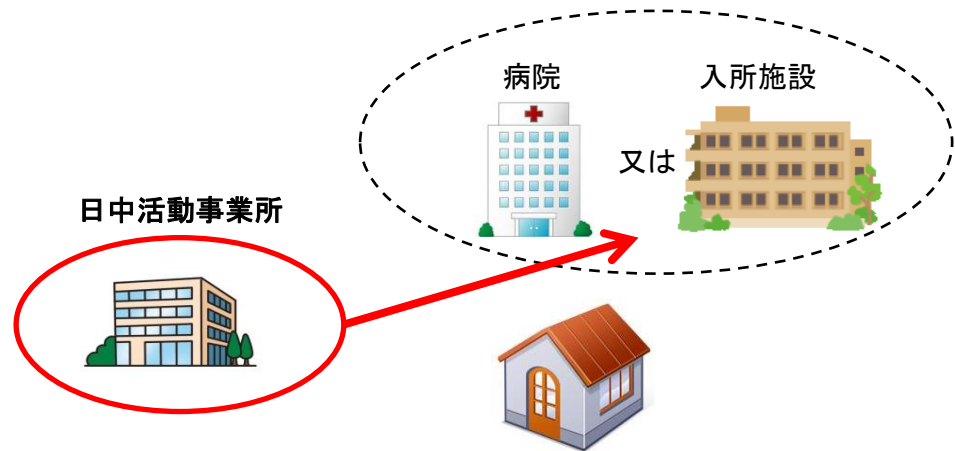 病院
入所施設
又は
日中活動事業所